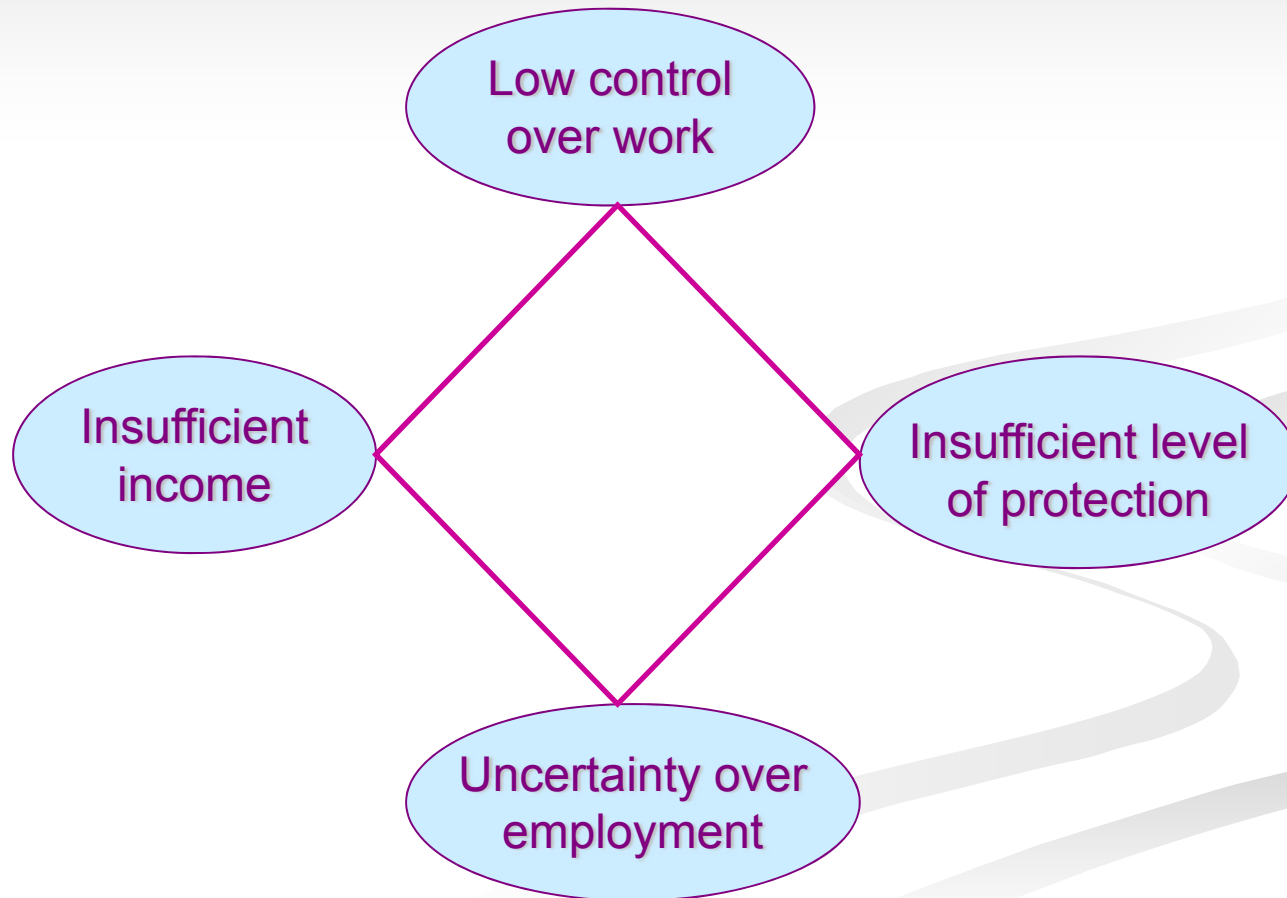 Low control
over work
Insufficient
income
Insufficient level
of protection
Uncertainty over
employment